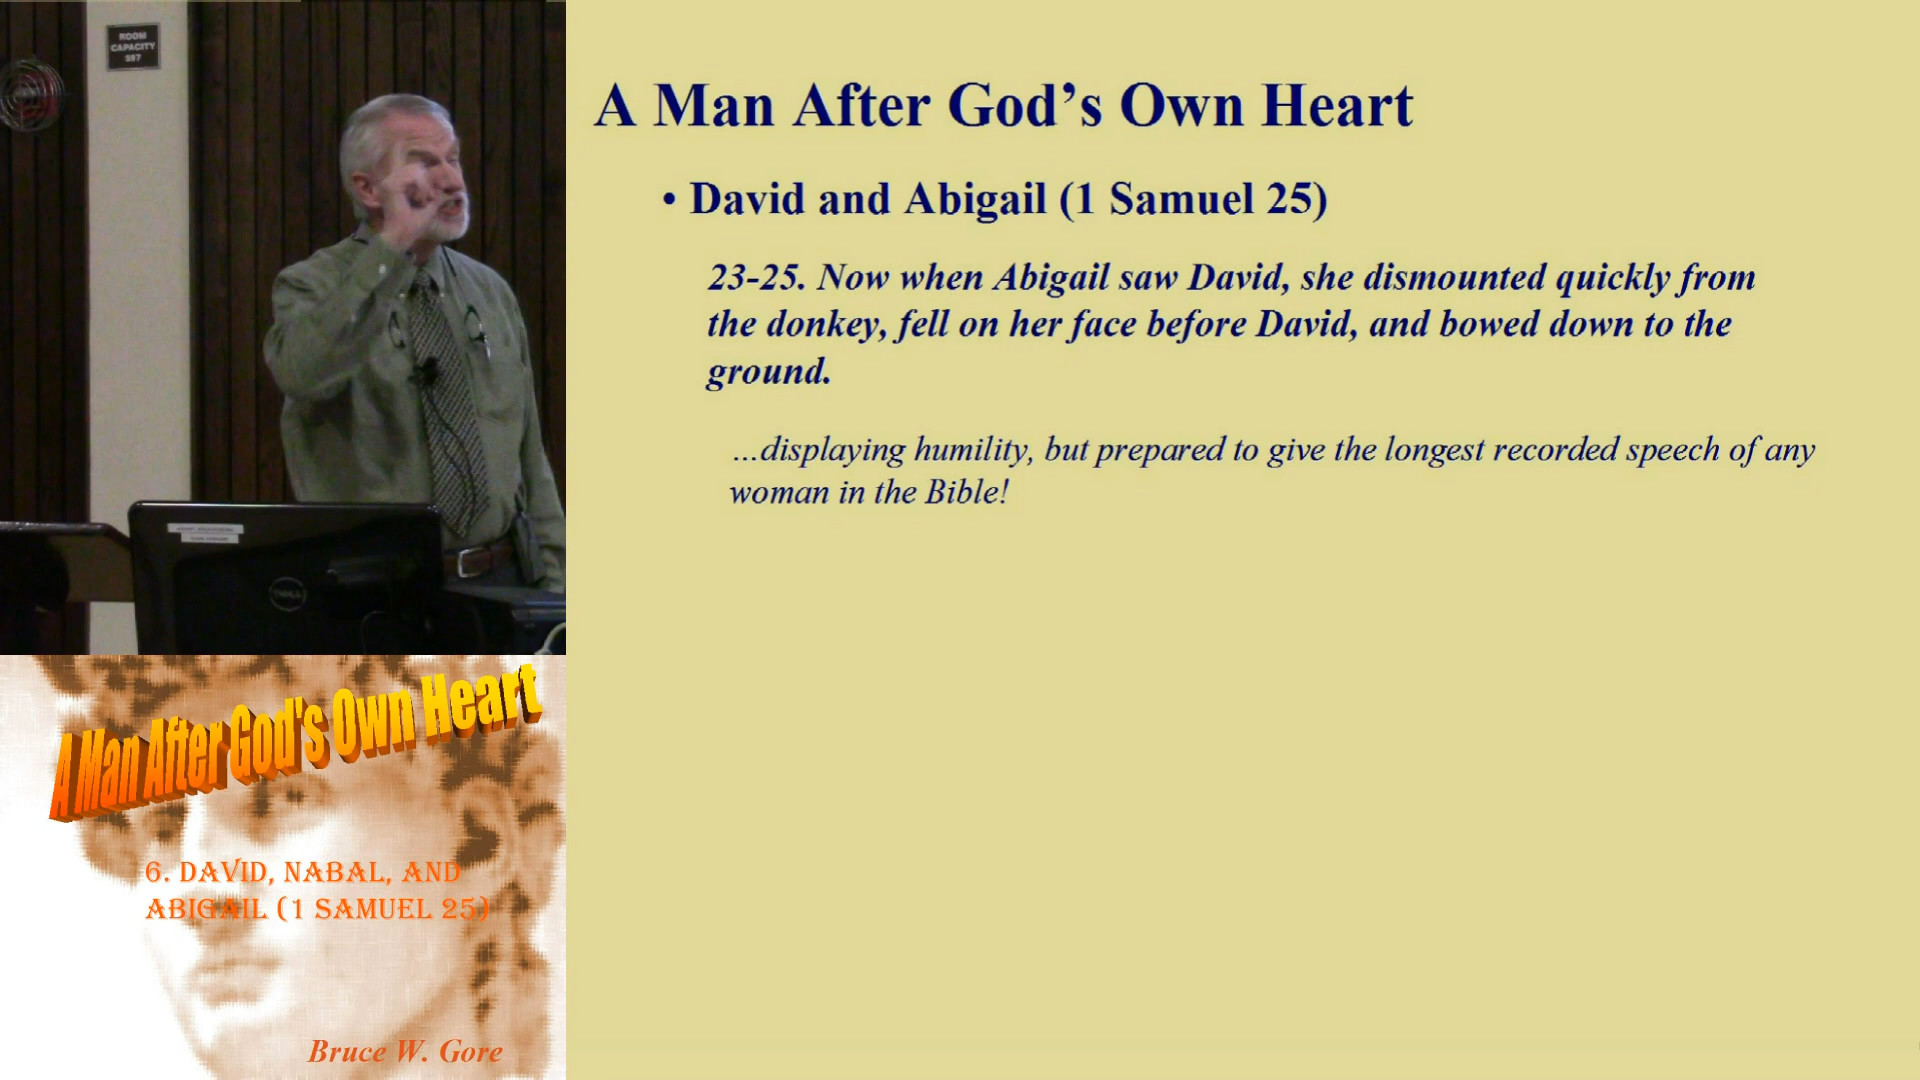 ROOM
CAPACITY
597
A Man After God’s Own Heart
• David and Abigail (1 Samuel 25)
23-25. Now when Abigail saw David, she dismounted quickly from
the donkey, fell on her face before David, and bowed down to the
ground.
...displaying humility, but prepared to give the longest recorded speech of any
woman in the Bible!
DELL
A Man After God's Own Heart
6. DAVID, NABAL, AND
ABIGAIL (1 SAMUEL 25)
Bruce W. Gore